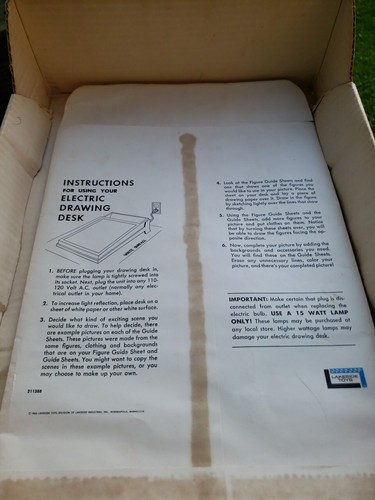 INSTRUCTIONS
FOR USING YOUR
ELECTRIC
DRAWING
DESK
WHITE SURFACE
1. BEFORE plugging your drawing desk in,
make sure the lamp is tightly screwed into
its socket. Next, plug the unit into any 110-
120 Volt A.C. outlet (normally any elec-
trical outlet in your home).
2. To increase light reflection, place desk on a
sheet of white paper or other white surface.
3. Decide what kind of exciting scene you
would like to draw. To help decide, there
are example pictures on each of the Guide
Sheets. These pictures were made from the
same figures, clothing and backgrounds
that are on your Figure Guide Sheet and
Guide Sheets. You might want to copy the
scenes in these example pictures, or you
may choose to make up your own.
4. Look at the Figure Guide Sheets and find
one that shows one of the figures you
would like to use in your picture. Place the
sheet on your desk and lay a piece of
drawing paper over it. Draw in the figure
by sketching lightly over the lines that show
through.
5. Using the Figure Guide Sheets and the
Guide Sheets, add more figures to your
picture and put clothes on them. Notice
that by turning these sheets over, you will
be able to draw the figures facing the op-
posite direction.
6. Now, complete your picture by adding the
backgrounds and accessories you need.
You will find these on the Guide Sheets.
Erase any unnecessary lines, color your
picture, and there's your completed picture!
IMPORTANT: Make certain that plug is dis-
connected from outlet when replacing the
electric bulb. USE A 15 WATT LAMP
ONLY! These lamps may be purchased at
any local store. Higher wattage lamps may
damage your electric drawing desk.
LAKESIDE
TOYS